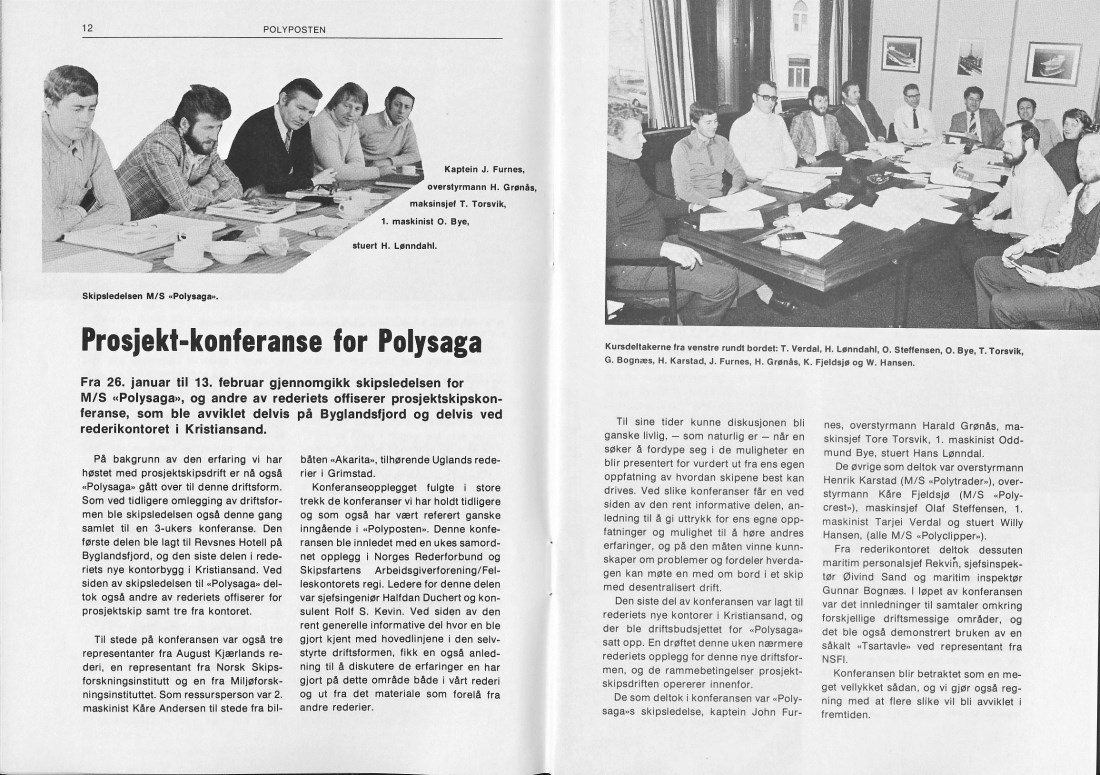 12
POLYPOSTEN
Kaptein J. Furnes,
overstyrmann H. Grønås,
maksinsjef T. Torsvik,
1. maskinist O. Bye,
stuert H. Lønndahl.
Skipsledelsen M/S «Polysaga».
Prosjekt-konferanse for Polysaga
Fra 26. januar til 13. februar gjennomgikk skipsledelsen for
M/S «Polysaga», og andre av rederiets offiserer prosjektskipskon-
feranse, som ble avviklet delvis på Byglandsfjord og delvis ved
rederikontoret i Kristiansand.
På bakgrunn av den erfaring vi har
høstet med prosjektskipsdrift er nå også
«Polysaga» gått over til denne driftsform.
Som ved tidligere omlegging av driftsfor-
men ble skipsledelsen også denne gang
samlet til en 3-ukers konferanse. Den
første delen ble lagt til Revsnes Hotell på
Byglandsfjord, og den siste delen i rede-
riets nye kontorbygg i Kristiansand. Ved
siden av skipsledelsen til «Polysaga» del-
tok også andre av rederiets offiserer for
prosjektskip samt tre fra kontoret.
Til stede på konferansen var også tre
representanter fra August Kjærlands re-
deri, en representant fra Norsk Skips-
forskningsinstitutt og en fra Miljøforsk-
ningsinstituttet. Som ressursperson var 2.
maskinist Kåre Andersen til stede fra bil-
båten «Akarita», tilhørende Uglands rede-
rier i Grimstad.
Konferanseopplegget fulgte i store
trekk de konferanser vi har holdt tidligere
og som også har vært referert ganske
inngående i «Polyposten». Denne konfe-
ransen ble innledet med en ukes samord-
net opplegg i Norges Rederforbund og
Skipsfartens Arbeidsgiverforening/Fel-
leskontorets regi. Ledere for denne delen
var sjefsingeniør Halfdan Duchert og kon-
sulent Rolf S. Kevin. Ved siden av den
rent generelle informative del hvor en ble
gjort kjent med hovedlinjene i den selv-
styrte driftsformen, fikk en også anled-
ning til å diskutere de erfaringer en har
gjort på dette område både i vårt rederi
og ut fra det materiale som forelå fra
andre rederier.
Kursdeltakerne fra venstre rundt bordet: T. Verdal, H. Lønndahl, O. Steffensen, O. Bye, T. Torsvik,
G. Bognæs, H. Karstad, J. Furnes, H. Grønås, K. Fjeldsjø og W. Hansen.
Til sine tider kunne diskusjonen bli
ganske livlig, — som naturlig er — når en
søker å fordype seg i de muligheter en
blir presentert for vurdert ut fra ens egen
oppfatning av hvordan skipene best kan
drives. Ved slike konferanser får en ved
siden av den rent informative delen, an-
ledning til å gi uttrykk for ens egne opp-
fatninger og mulighet til å høre andres
erfaringer, og på den måten vinne kunn-
skaper om problemer og fordeler hverda-
gen kan møte en med om bord i et skip
med desentralisert drift.
Den siste del av konferansen var lagt til
rederiets nye kontorer i Kristiansand, og
der ble driftsbudsjettet for «Polysaga»
satt opp. En drøftet denne uken nærmere
rederiets opplegg for denne nye driftsfor-
men, og de rammebetingelser prosjekt-
skipsdriften opererer innenfor.
De som deltok i konferansen var «Poly-
saga»s skipsledelse, kaptein John Fur-
nes, overstyrmann Harald Grønås, ma-
skinsjef Tore Torsvik, 1. maskinist Odd-
mund Bye, stuert Hans Lønndal.
De øvrige som deltok var overstyrmann
Henrik Karstad (M/S «Polytrader»), over-
styrmann Kåre Fjeldsjø (M/S «Poly-
crest»), maskinsjef Olaf Steffensen, 1.
maskinist Tarjei Verdal og stuert Willy
Hansen, (alle M/S «Polyclipper»).
Fra rederikontoret deltok dessuten
maritim personalsjef Rekvin, sjefsinspek-
tør Øivind Sand og maritim inspektør
Gunnar Bognæs. I løpet av konferansen
var det innledninger til samtaler omkring
forskjellige driftsmessige områder, og
det ble også demonstrert bruken av en
såkalt «Tsartavle» ved representant fra
NSFI.
Konferansen blir betraktet som en me-
get vellykket sådan, og vi gjør også reg-
ning med at flere slike vil bli avviklet i
fremtiden.